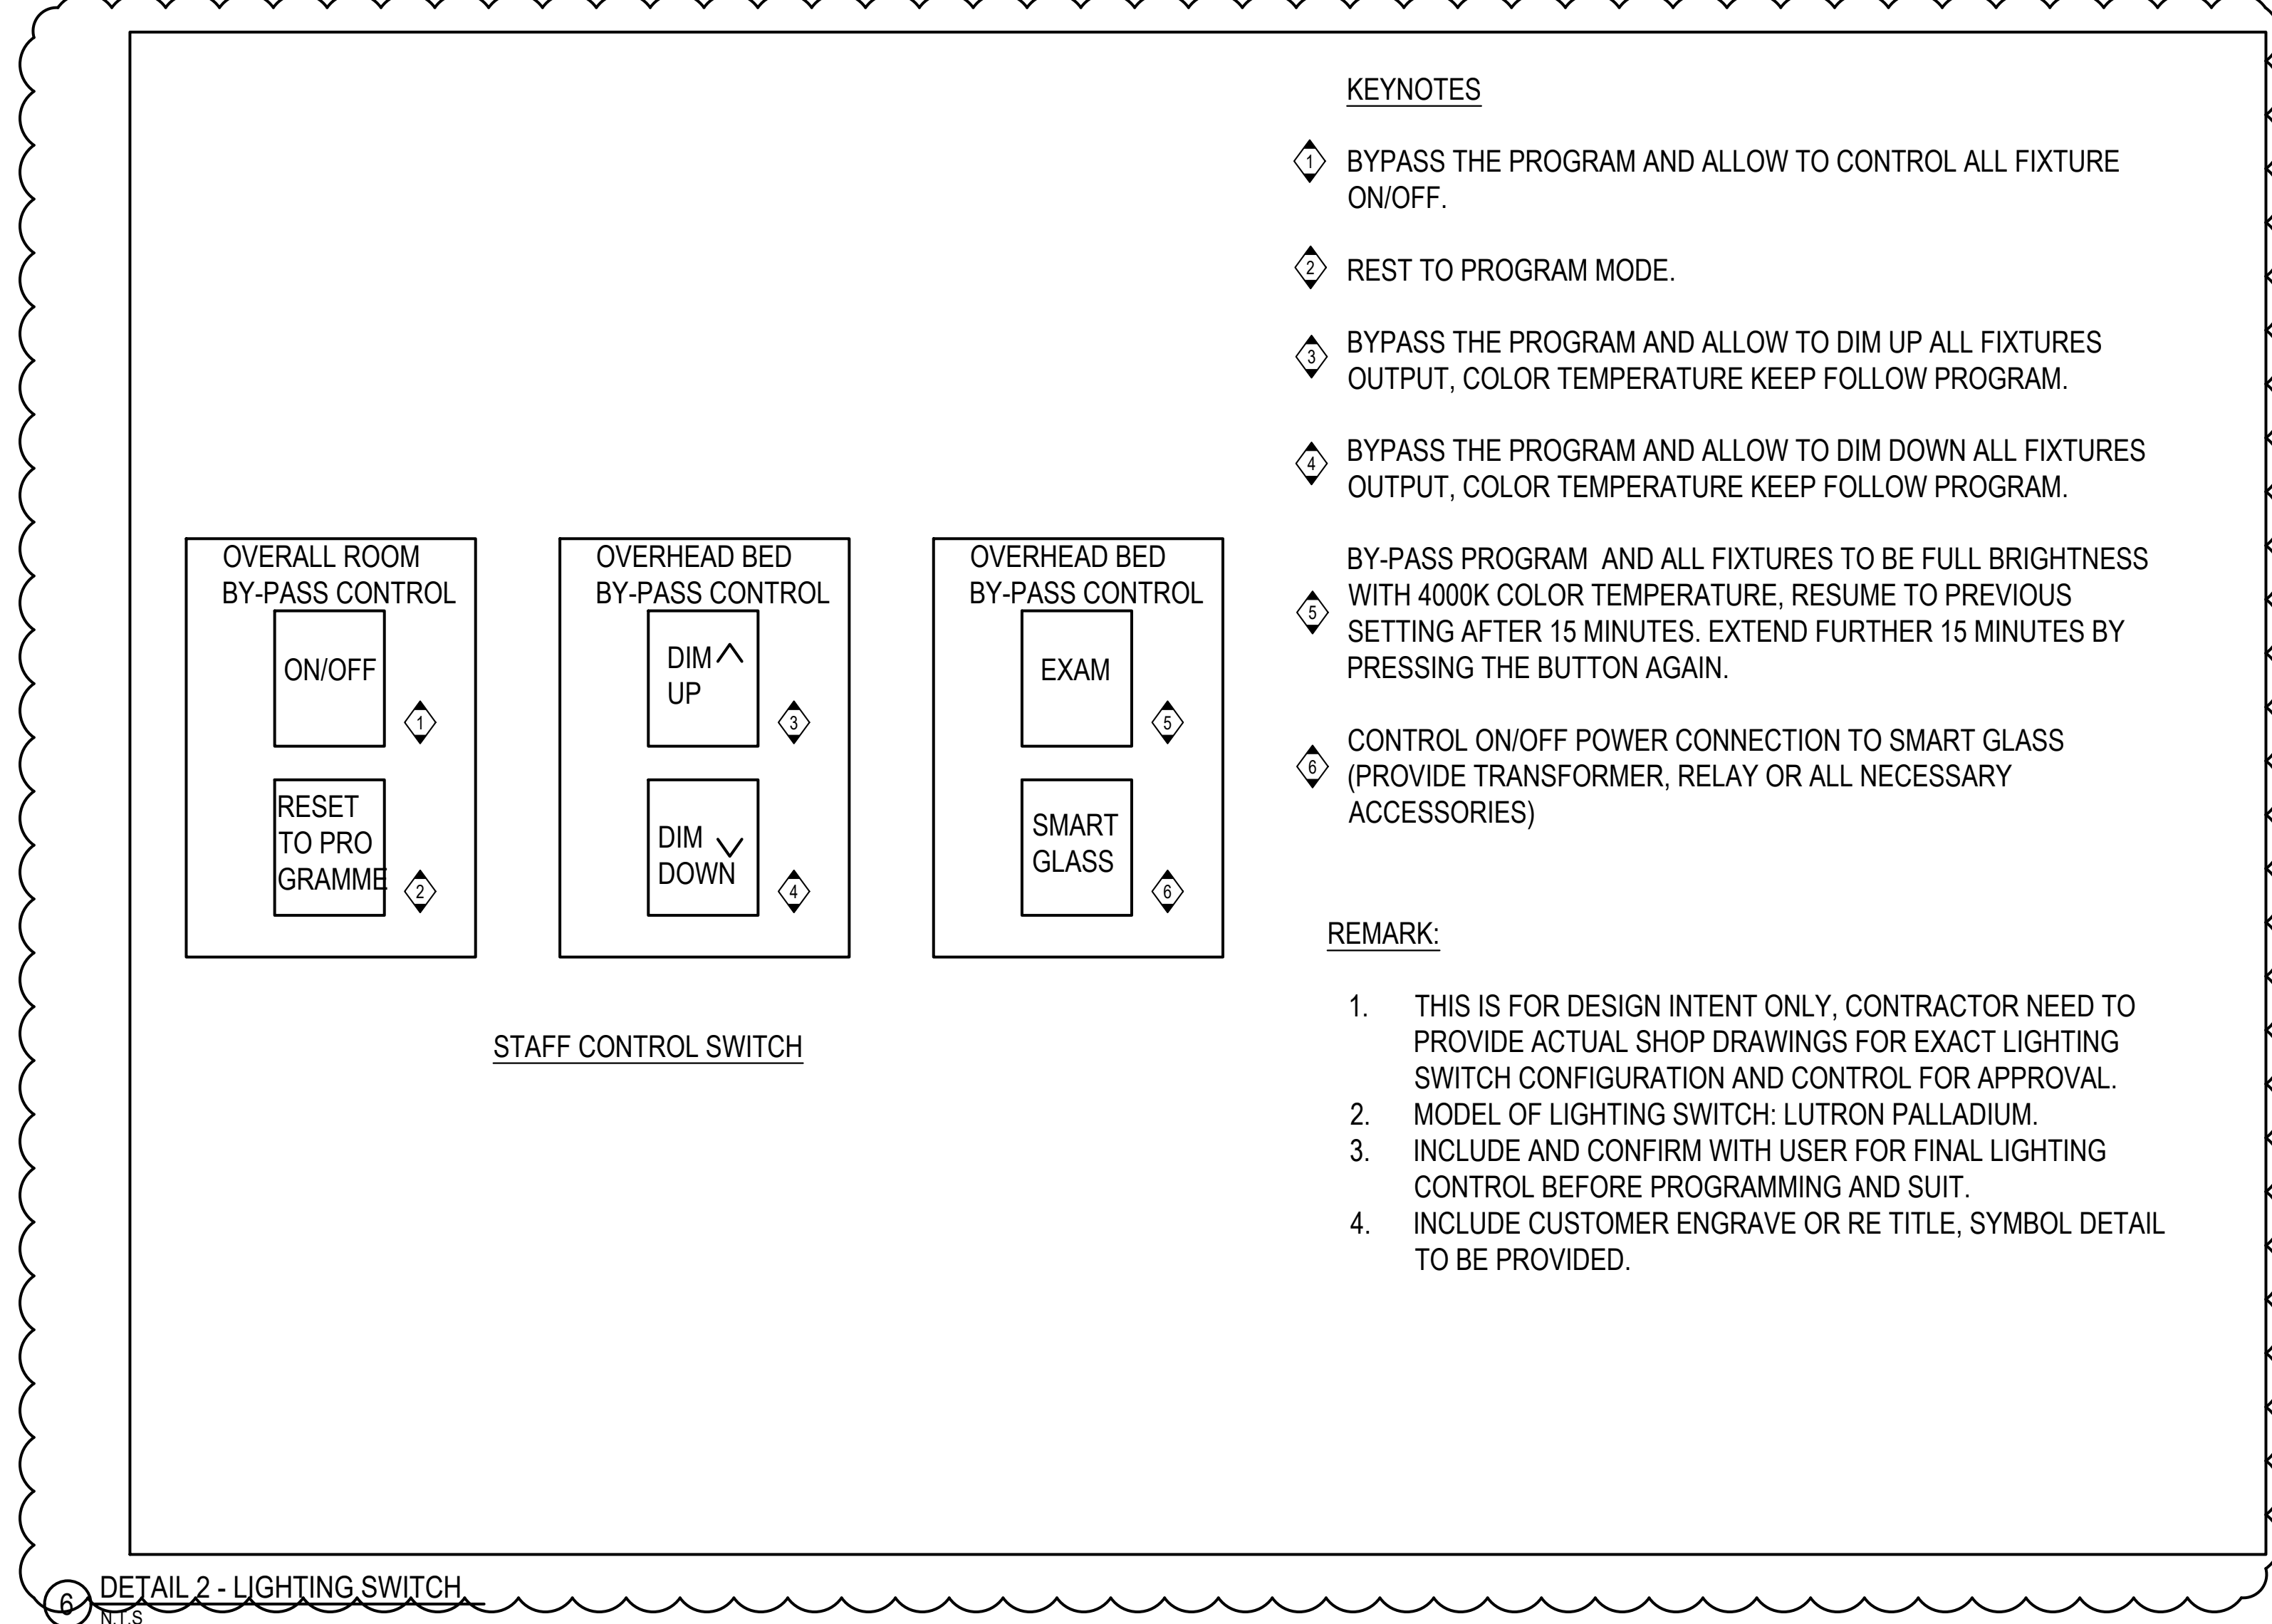 OVERALL ROOM
BY-PASS CONTROL
ON/OFF
1
RESET
TO PRO
GRAMME
2
OVERHEAD BED
BY-PASS CONTROL
DIM
UP
3
DIM
DOWN
4
OVERHEAD BED
BY-PASS CONTROL
EXAM
5
SMART
GLASS
6
STAFF CONTROL SWITCH
KEYNOTES
1 BYPASS THE PROGRAM AND ALLOW TO CONTROL ALL FIXTURE
ON/OFF.
2 REST TO PROGRAM MODE.
3 BYPASS THE PROGRAM AND ALLOW TO DIM UP ALL FIXTURES
OUTPUT, COLOR TEMPERATURE KEEP FOLLOW PROGRAM.
4 BYPASS THE PROGRAM AND ALLOW TO DIM DOWN ALL FIXTURES
OUTPUT, COLOR TEMPERATURE KEEP FOLLOW PROGRAM.
BY-PASS PROGRAM AND ALL FIXTURES TO BE FULL BRIGHTNESS
5 WITH 4000K COLOR TEMPERATURE, RESUME TO PREVIOUS
SETTING AFTER 15 MINUTES. EXTEND FURTHER 15 MINUTES BY
PRESSING THE BUTTON AGAIN.
CONTROL ON/OFF POWER CONNECTION TO SMART GLASS
6 (PROVIDE TRANSFORMER, RELAY OR ALL NECESSARY
ACCESSORIES)
REMARK:
1. THIS IS FOR DESIGN INTENT ONLY, CONTRACTOR NEED TO
PROVIDE ACTUAL SHOP DRAWINGS FOR EXACT LIGHTING
SWITCH CONFIGURATION AND CONTROL FOR APPROVAL.
2. MODEL OF LIGHTING SWITCH: LUTRON PALLADIUM.
3. INCLUDE AND CONFIRM WITH USER FOR FINAL LIGHTING
CONTROL BEFORE PROGRAMMING AND SUIT.
4. INCLUDE CUSTOMER ENGRAVE OR RE TITLE, SYMBOL DETAIL
TO BE PROVIDED.
6 DETAIL 2 - LIGHTING SWITCH
N.T.S